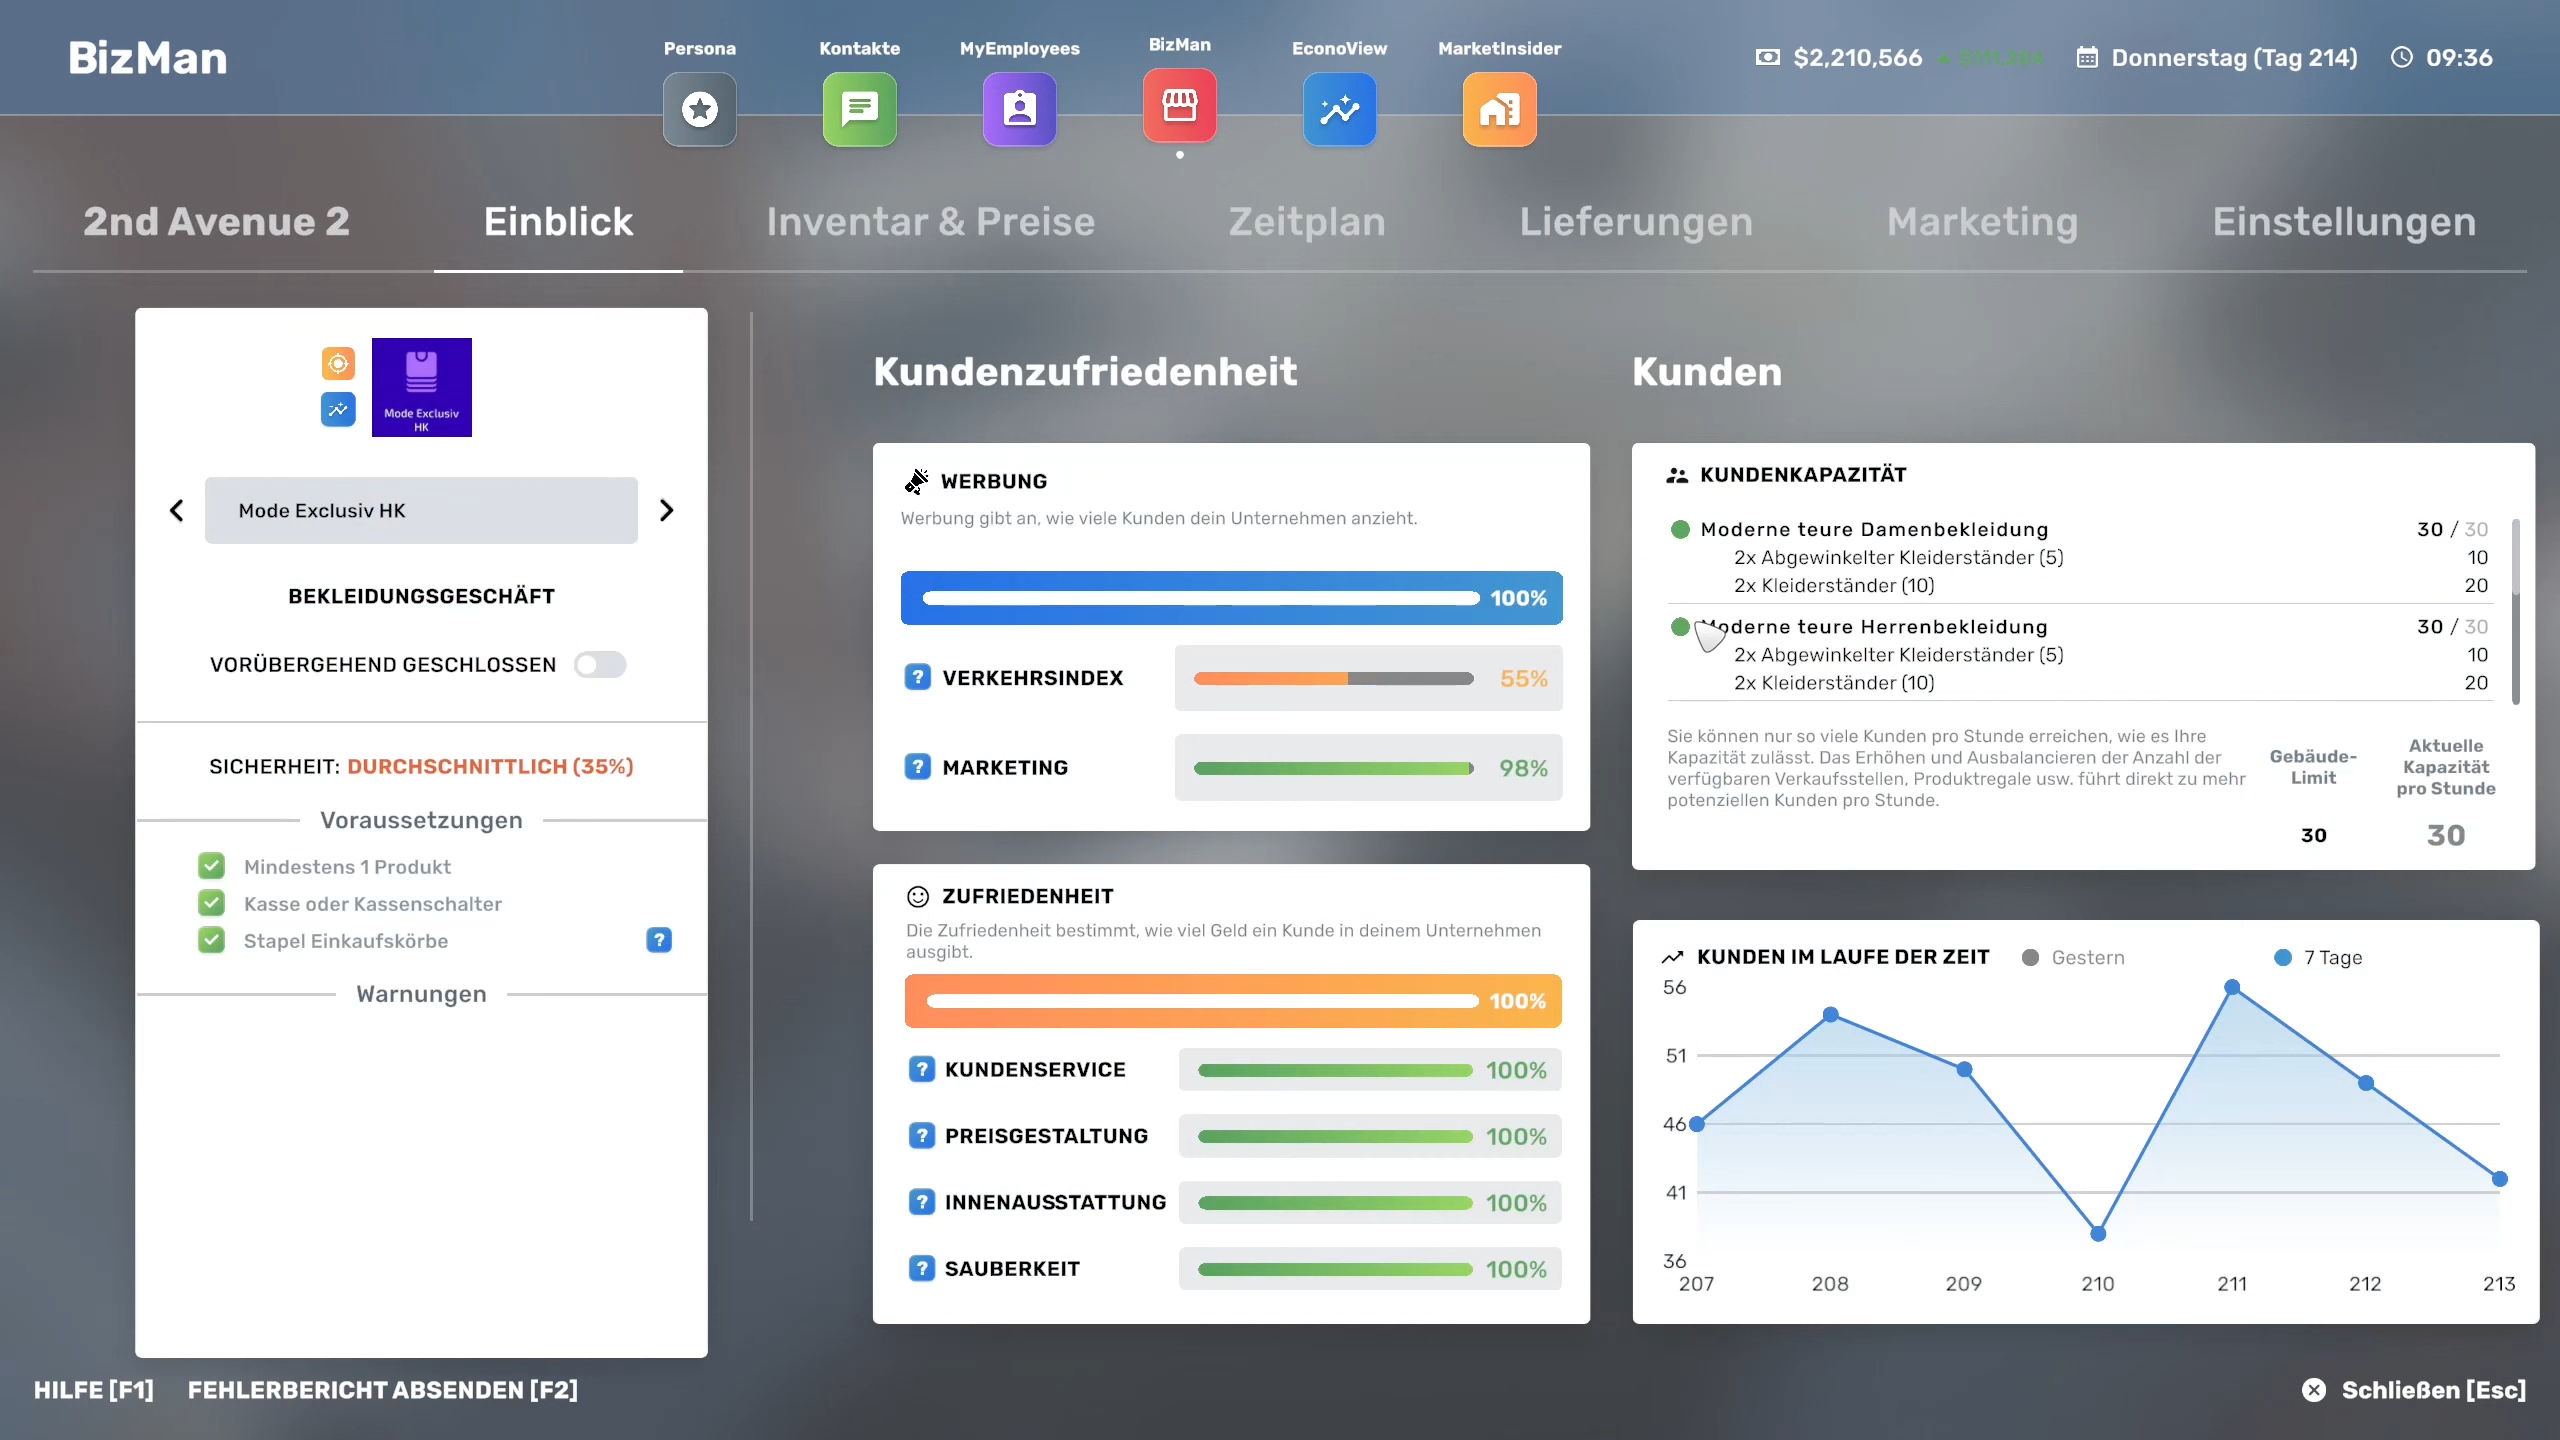 BizMan
Persona
Kontakte
MyEmployees
BizMan
EconoView
MarketInsider
$2,210,566
Donnerstag (Tag 214)
09:36
2nd Avenue 2
Einblick
Inventar & Preise
Zeitplan
Lieferungen
Marketing
Einstellungen
Mode Exclusiv
HK
Mode Exclusiv HK
BEKLEIDUNGSGESCHÄFT
VORÜBERGEHEND GESCHLOSSEN
SICHERHEIT: DURCHSCHNITTLICH (35%)
Voraussetzungen
Mindestens 1 Produkt
Kasse oder Kassenschalter
Stapel Einkaufskörbe
?
Warnungen
Kundenzufriedenheit
WERBUNG
Werbung gibt an, wie viele Kunden dein Unternehmen anzieht.
100%
? VERKEHRSINDEX 55%
? MARKETING 98%
ZUFRIEDENHEIT
Die Zufriedenheit bestimmt, wie viel Geld ein Kunde in deinem Unternehmen
ausgibt.
100%
? KUNDENSERVICE 100%
? PREISGESTALTUNG 100%
? INNENAUSSTATTUNG 100%
? SAUBERKEIT 100%
Kunden
KUNDENKAPAZITÄT
Moderne teure Damenbekleidung 30 / 30
2x Abgewinkelter Kleiderständer (5) 10
2x Kleiderständer (10) 20
Moderne teure Herrenbekleidung 30 / 30
2x Abgewinkelter Kleiderständer (5) 10
2x Kleiderständer (10) 20
Sie können nur so viele Kunden pro Stunde erreichen, wie es Ihre
Kapazität zulässt. Das Erhöhen und Ausbalancieren der Anzahl der
verfügbaren Verkaufsstellen, Produktregale usw. führt direkt zu mehr
potenziellen Kunden pro Stunde.
Gebäude-
Limit
30
Aktuelle
Kapazität
pro Stunde
30
KUNDEN IM LAUFE DER ZEIT
Gestern
7 Tage
56
51
46
41
36
207 208 209 210 211 212 213
HILFE [F1]
FEHLERBERICHT ABSENDEN [F2]
Schließen [Esc]